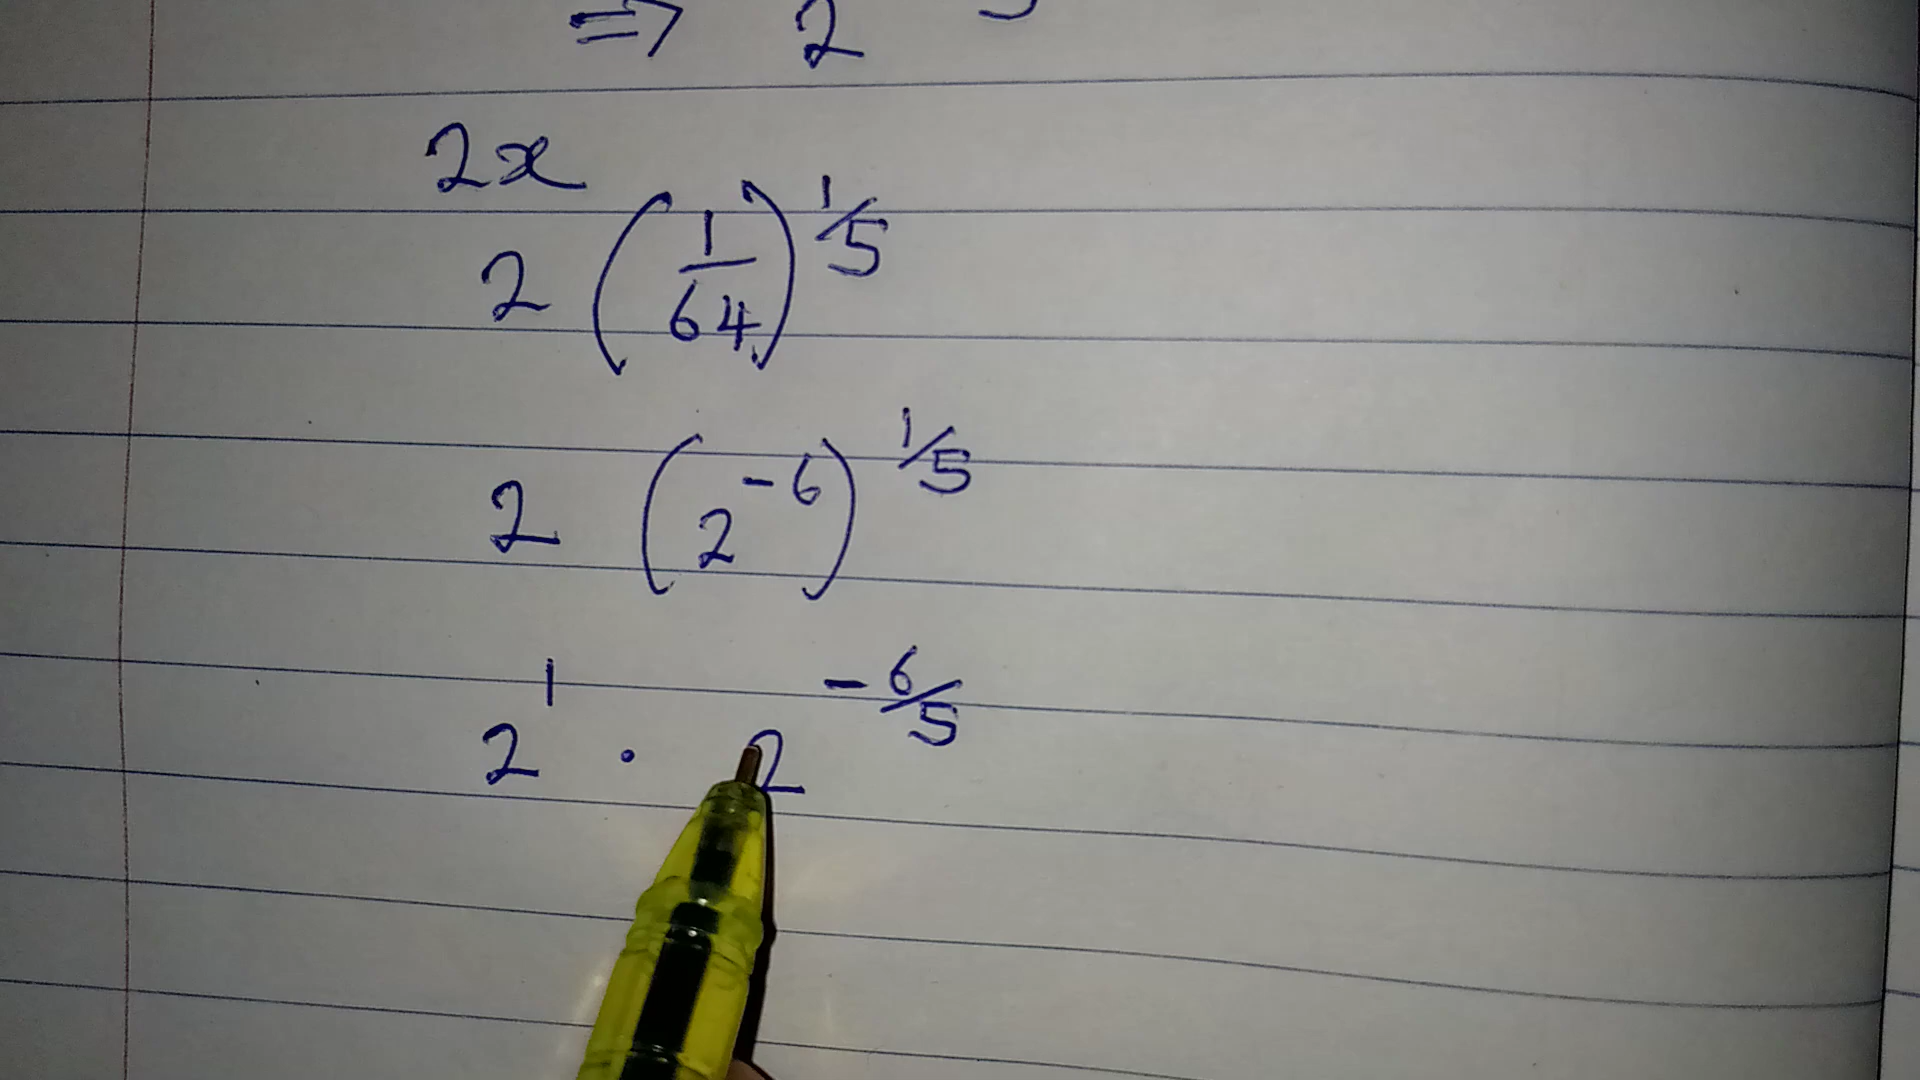 ⇒ 2
2x
2 (1/64)^1/5
2 (2^-6)^1/5
2^1 · 2^-6/5